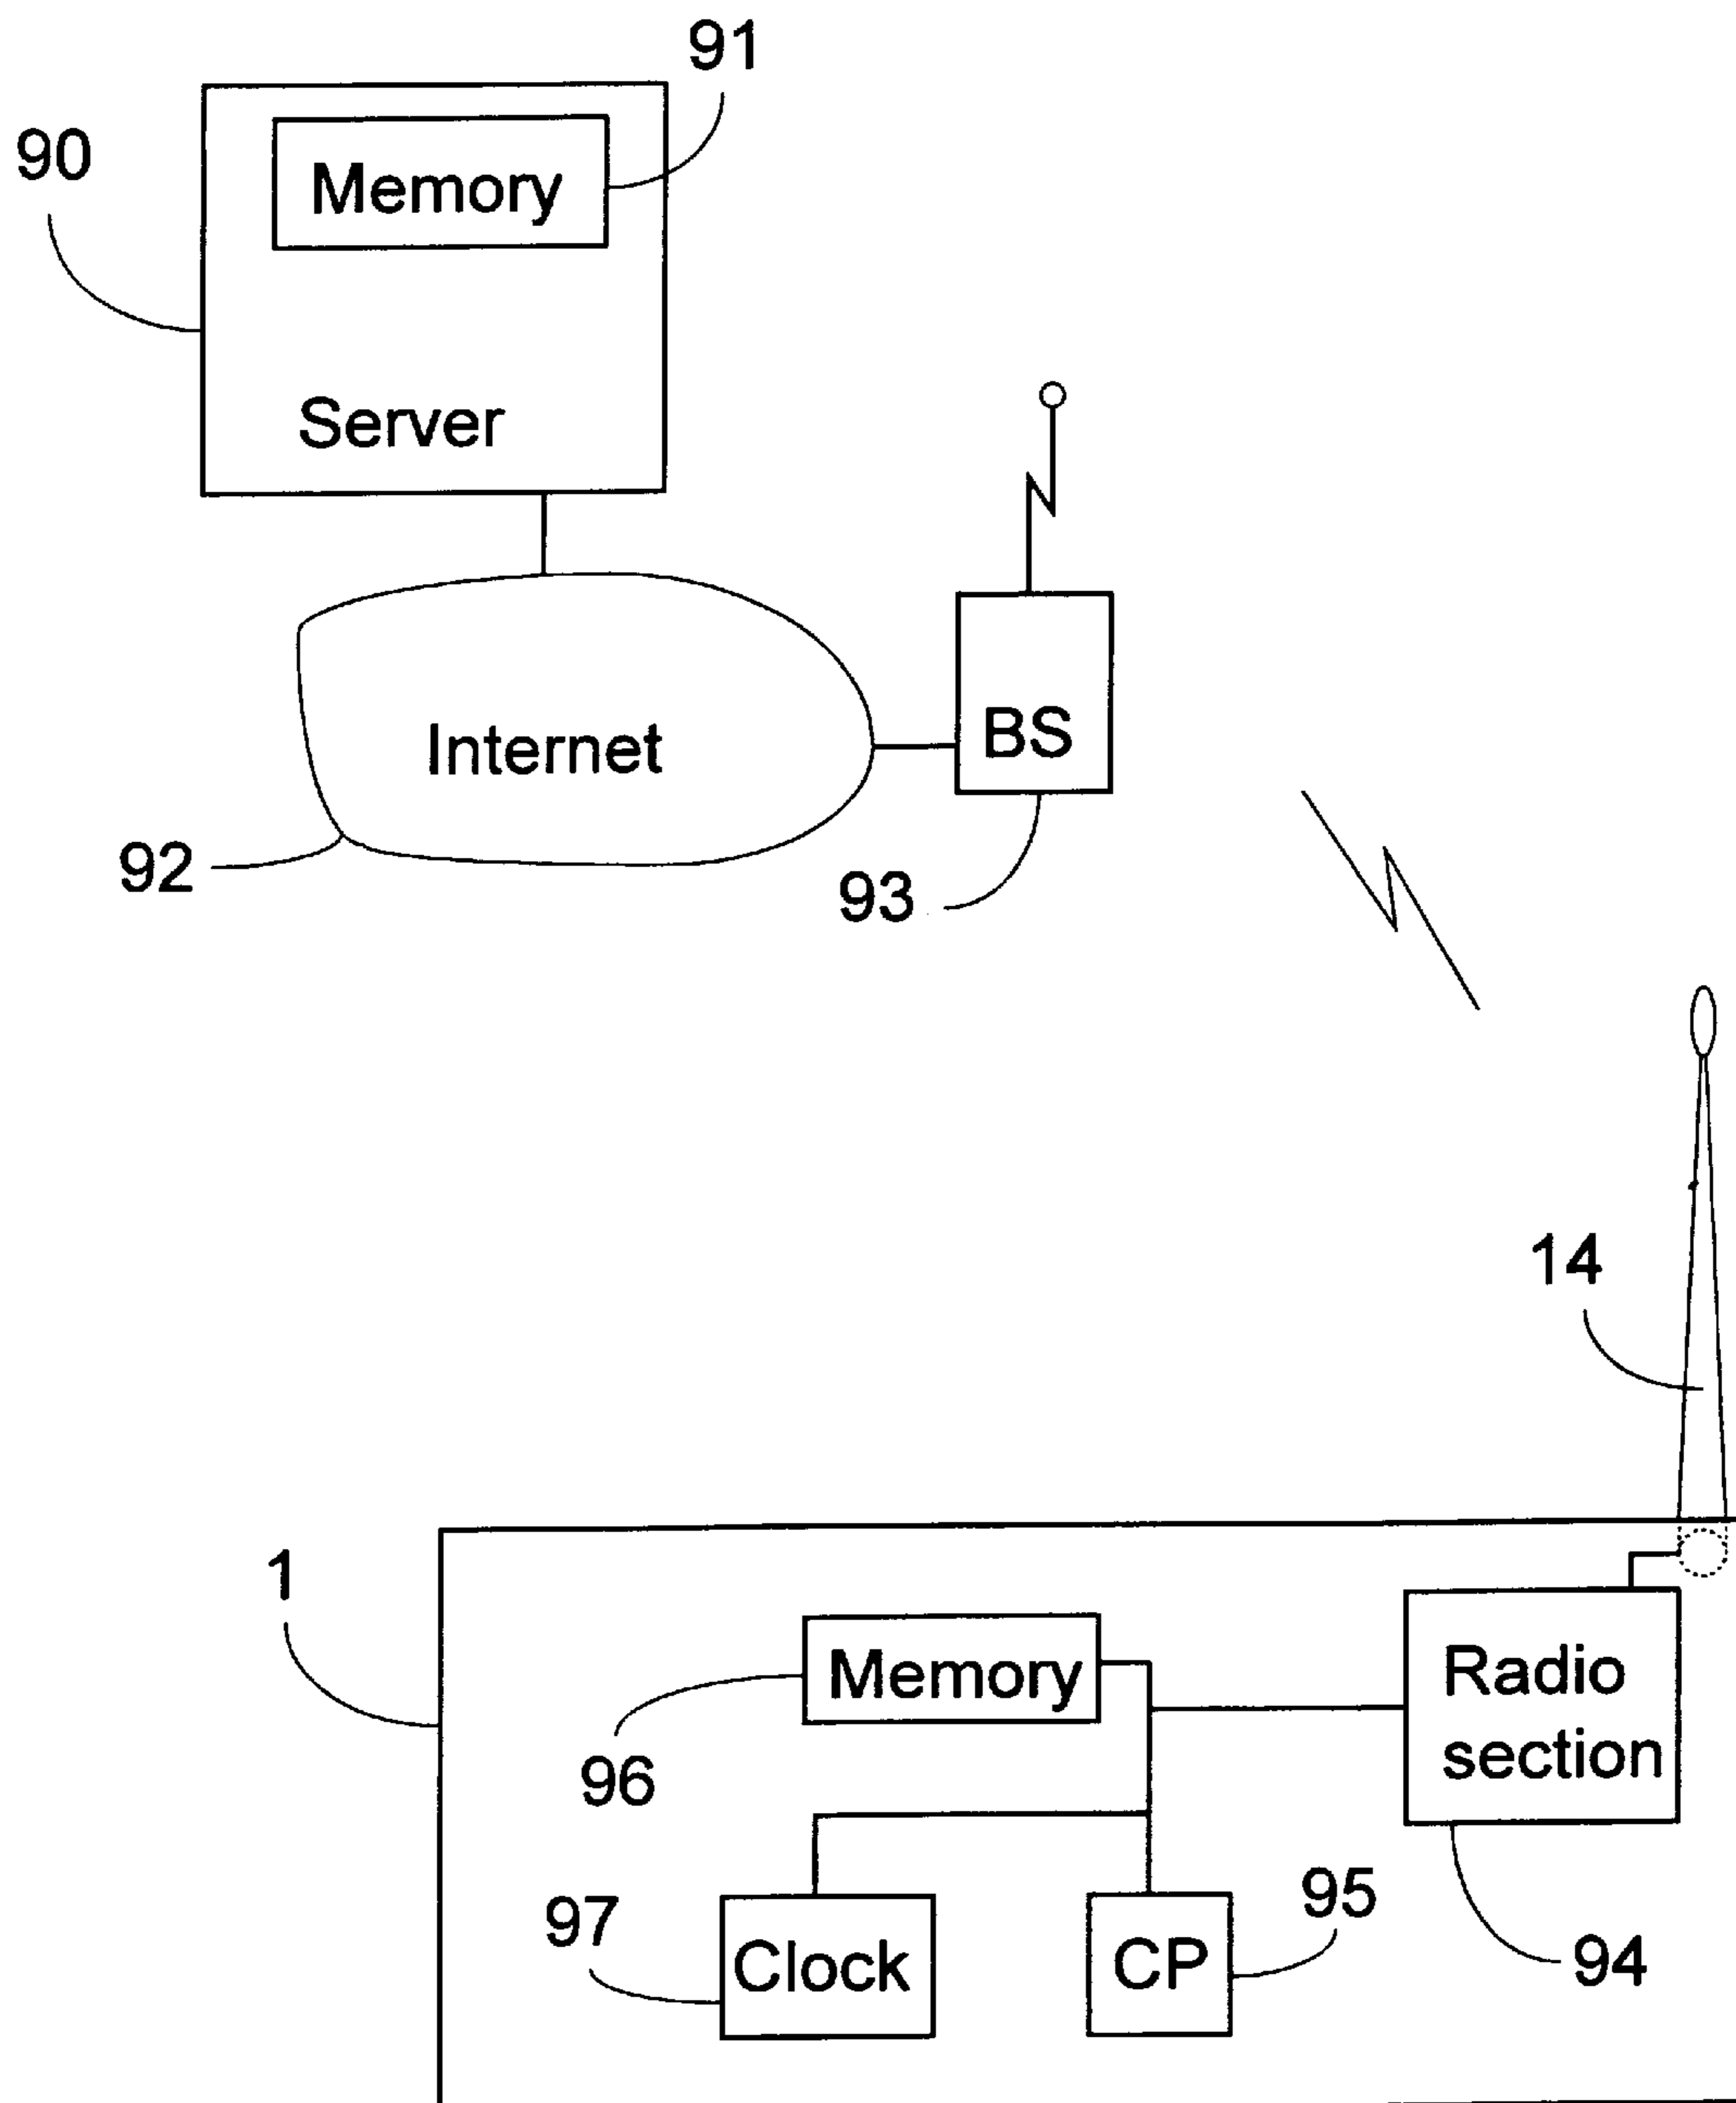 91
90
Memory
Server
Internet
BS
92
93
14
1
Memory
Radio
section
96
97
95
Clock
CP
94